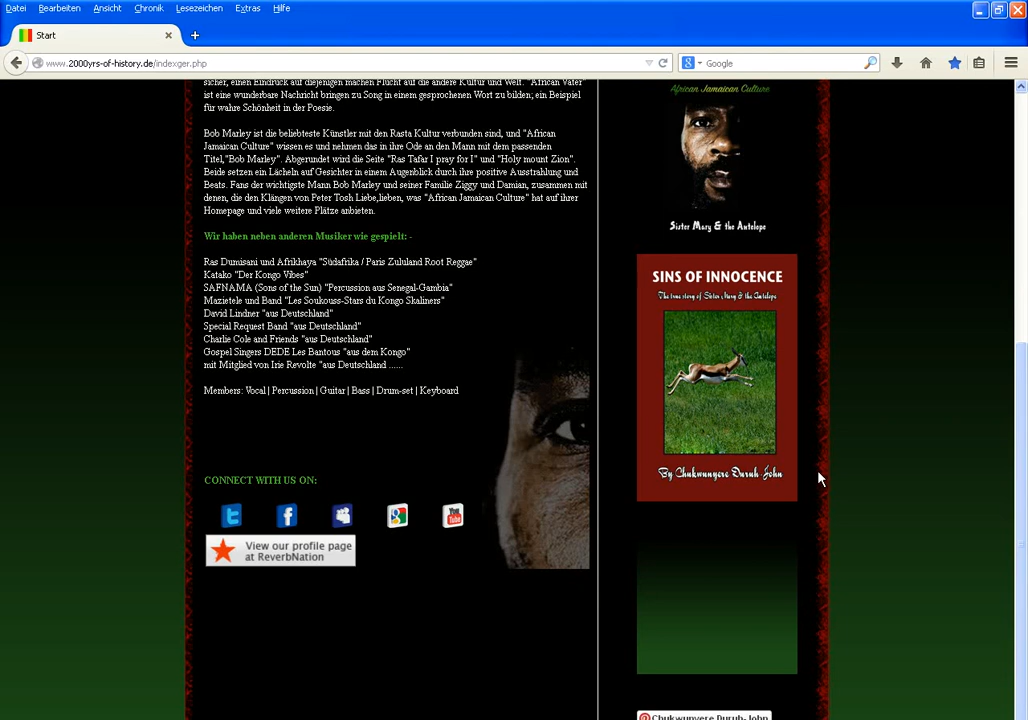 Datei Bearbeiten Ansicht Chronik Lesezeichen Extras Hilfe
Start
www.2000yrs-of-history.de/indexger.php
Google
sicher, einen Eindruck auf diejenigen machen Flucht auf die andere Kultur und Welt. "African Vater"
ist eine wunderbare Nachricht bringen zu Song in einem gesprochenen Wort zu bilden; ein Beispiel
für wahre Schönheit in der Poesie.
Bob Marley ist die beliebteste Künstler mit den Rasta Kultur verbunden sind, und "African
Jamaican Culture" wissen es und nehmen das in ihre Ode an den Mann mit dem passenden
Titel,"Bob Marley". Abgerundet wird die Seite "Ras Tafar I pray for I" und "Holy mount Zion".
Beide setzen ein Lächeln auf Gesichter in einem Augenblick durch ihre positive Ausstrahlung und
Beats. Fans der wichtigste Mann Bob Marley und seiner Familie Ziggy und Damian, zusammen mit
denen, die den Klängen von Peter Tosh Liebe,lieben, was "African Jamaican Culture" hat auf ihrer
Homepage und viele weitere Plätze anbieten.
Wir haben neben anderen Musiker wie gespielt: -
Ras Dumisani und Afrikhaya "Südafrika / Paris Zululand Root Reggae"
Katako "Der Kongo Vibes"
SAFNAMA (Sons of the Sun) "Percussion aus Senegal-Gambia"
Mazietele und Band "Les Soukouss-Stars du Kongo Skaliners"
David Lindner "aus Deutschland"
Special Request Band "aus Deutschland"
Charlie Cole and Friends "aus Deutschland"
Gospel Singers DEDE Les Bantous "aus dem Kongo"
mit Mitglied von Irie Revolte "aus Deutschland ......
Members: Vocal | Percussion | Guitar | Bass | Drum-set | Keyboard
CONNECT WITH US ON:
View our profile page
at ReverbNation
African Jamaican Culture
Sister Mary & the Antelope
SINS OF INNOCENCE
The true story of Sister Mary & the Antelope
By Chukwunyere Duruh John
Chukwunyere Duruh-John